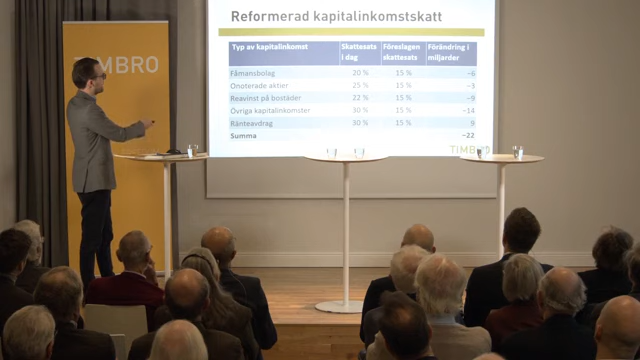 Reformerad kapitalinkomstskatt
TIMBRO
Typ av kapitalinkomst Skattesats i dag Föreslagen skattesats Förändring i miljarder
Fåmansbolag 20 % 15 % −6
Onoterade aktier 25 % 15 % −3
Reavinst på bostäder 22 % 15 % −9
Övriga kapitalinkomster 30 % 15 % −14
Ränteavdrag 30 % 15 % 9
Summa −22
TIMBRO